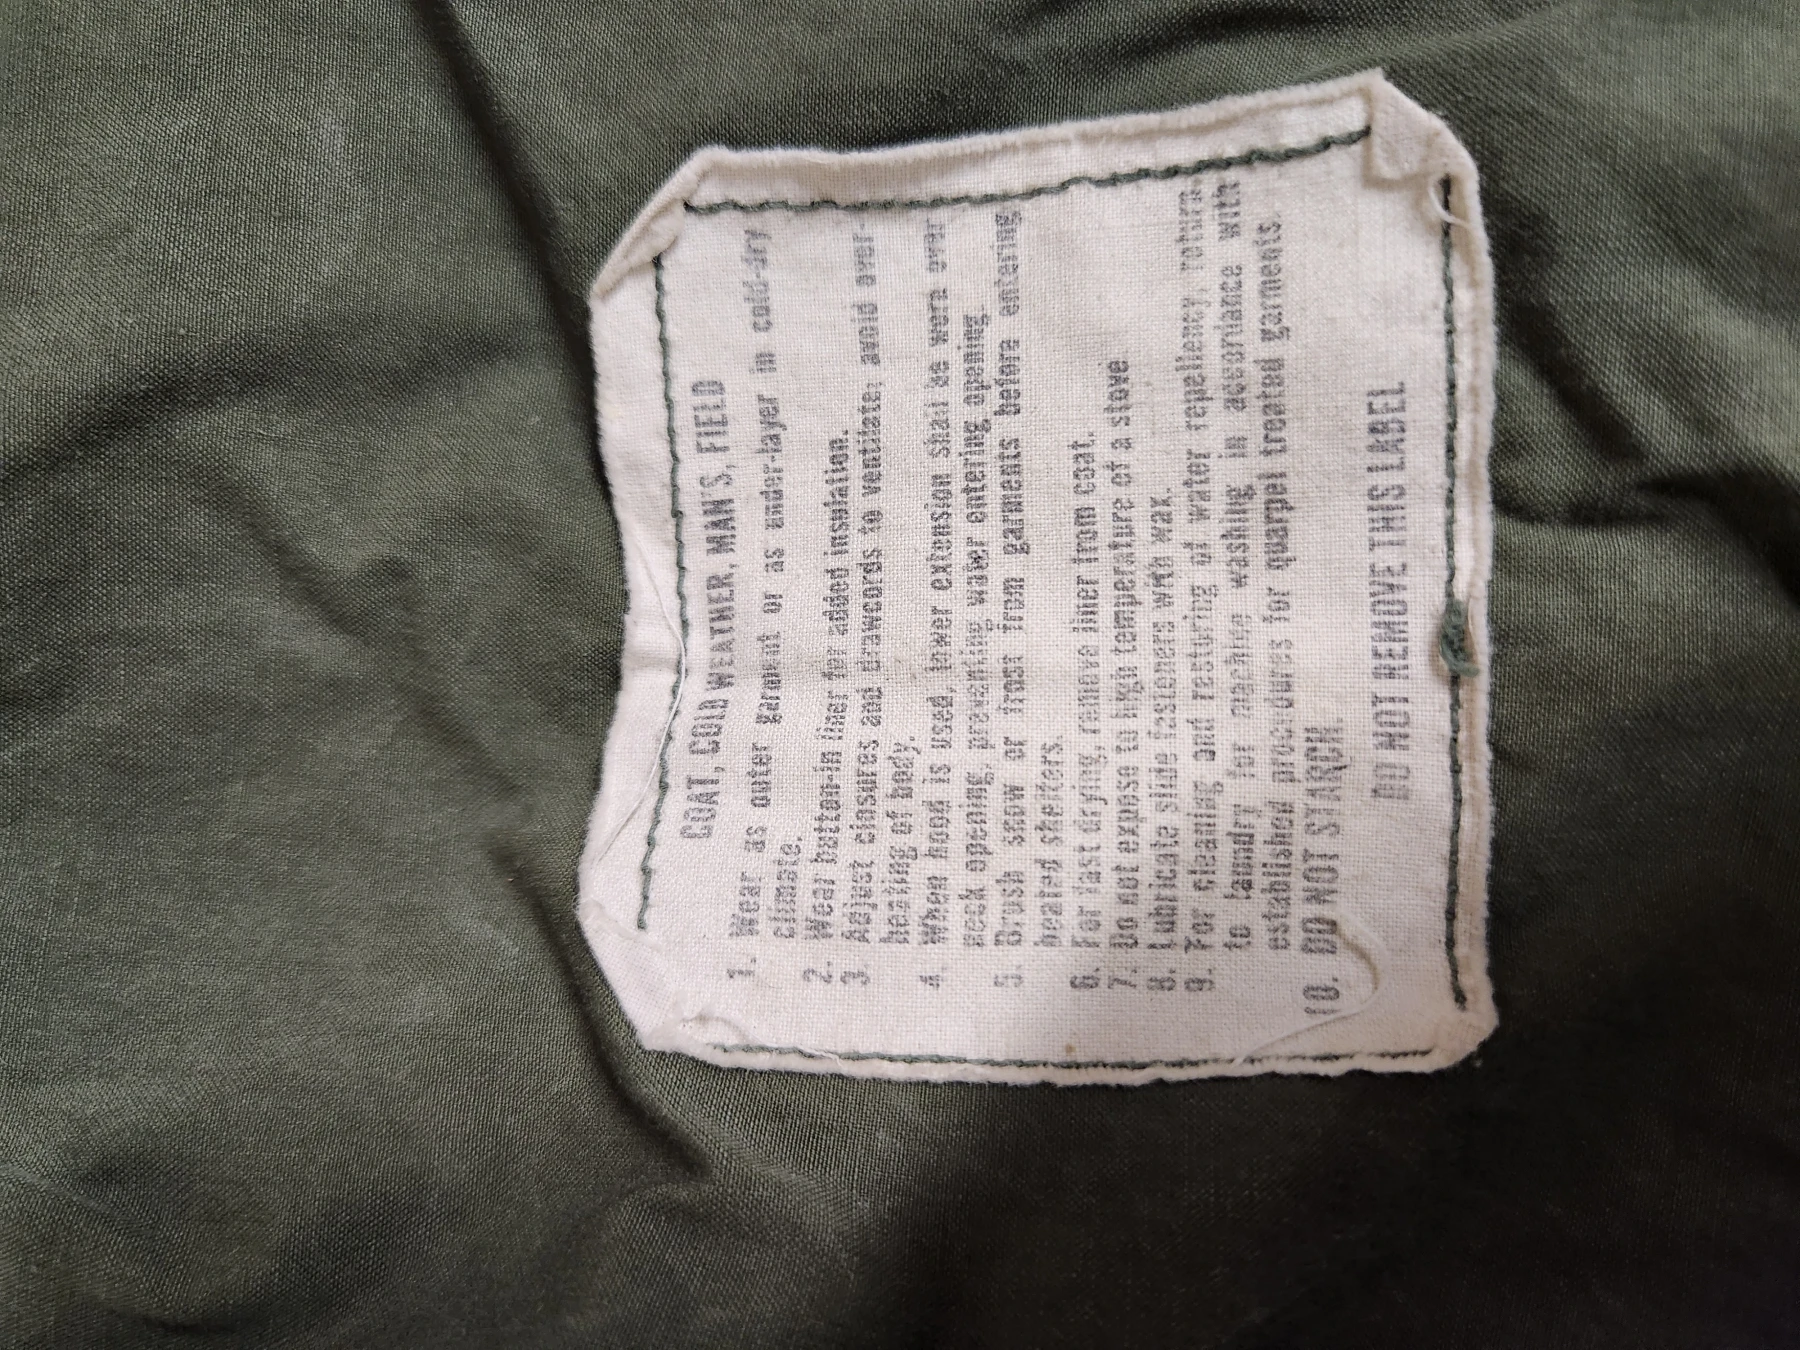 COAT, COLD WEATHER, MAN'S, FIELD
1. Wear as outer garment or as under-layer in cold-dry
climate.
2. Wear button-in liner for added insulation.
3. Adjust closures and drawcords to ventilate; avoid over-
heating of body.
4. When hood is used, lower extension shall be worn over
neck opening, preventing water entering opening.
5. Brush snow or frost from garments before entering
heated shelters.
6. For fast drying, remove liner from coat.
7. Do not expose to high temperature of a stove
8. Lubricate slide fasteners with wax.
9. For cleaning and restoring of water repellency, return
to laundry for machine washing in accordance with
established procedures for quarpel treated garments.
10. DO NOT STARCH.
DO NOT REMOVE THIS LABEL